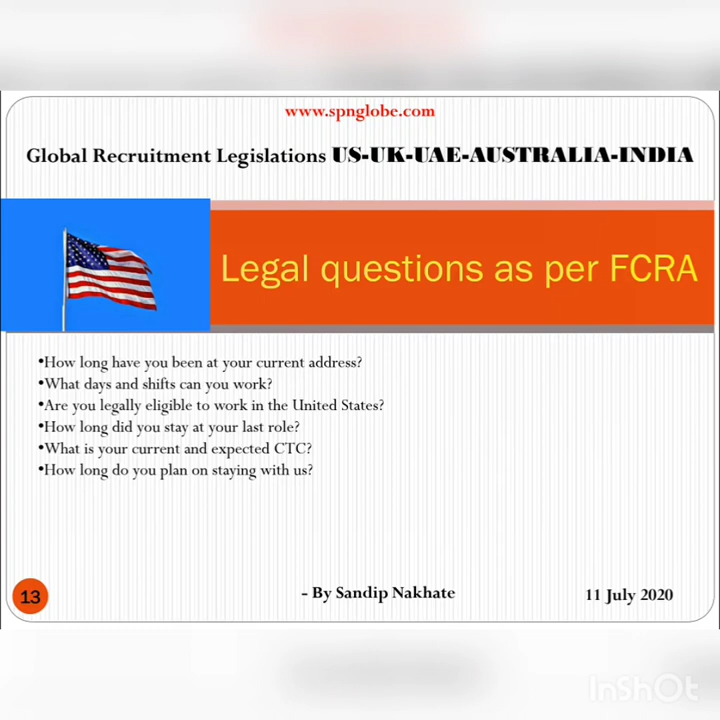 www.spnglobe.com
Global Recruitment Legislations US-UK-UAE-AUSTRALIA-INDIA
Legal questions as per FCRA
•How long have you been at your current address?
•What days and shifts can you work?
•Are you legally eligible to work in the United States?
•How long did you stay at your last role?
•What is your current and expected CTC?
•How long do you plan on staying with us?
13
- By Sandip Nakhate
11 July 2020
InShOt